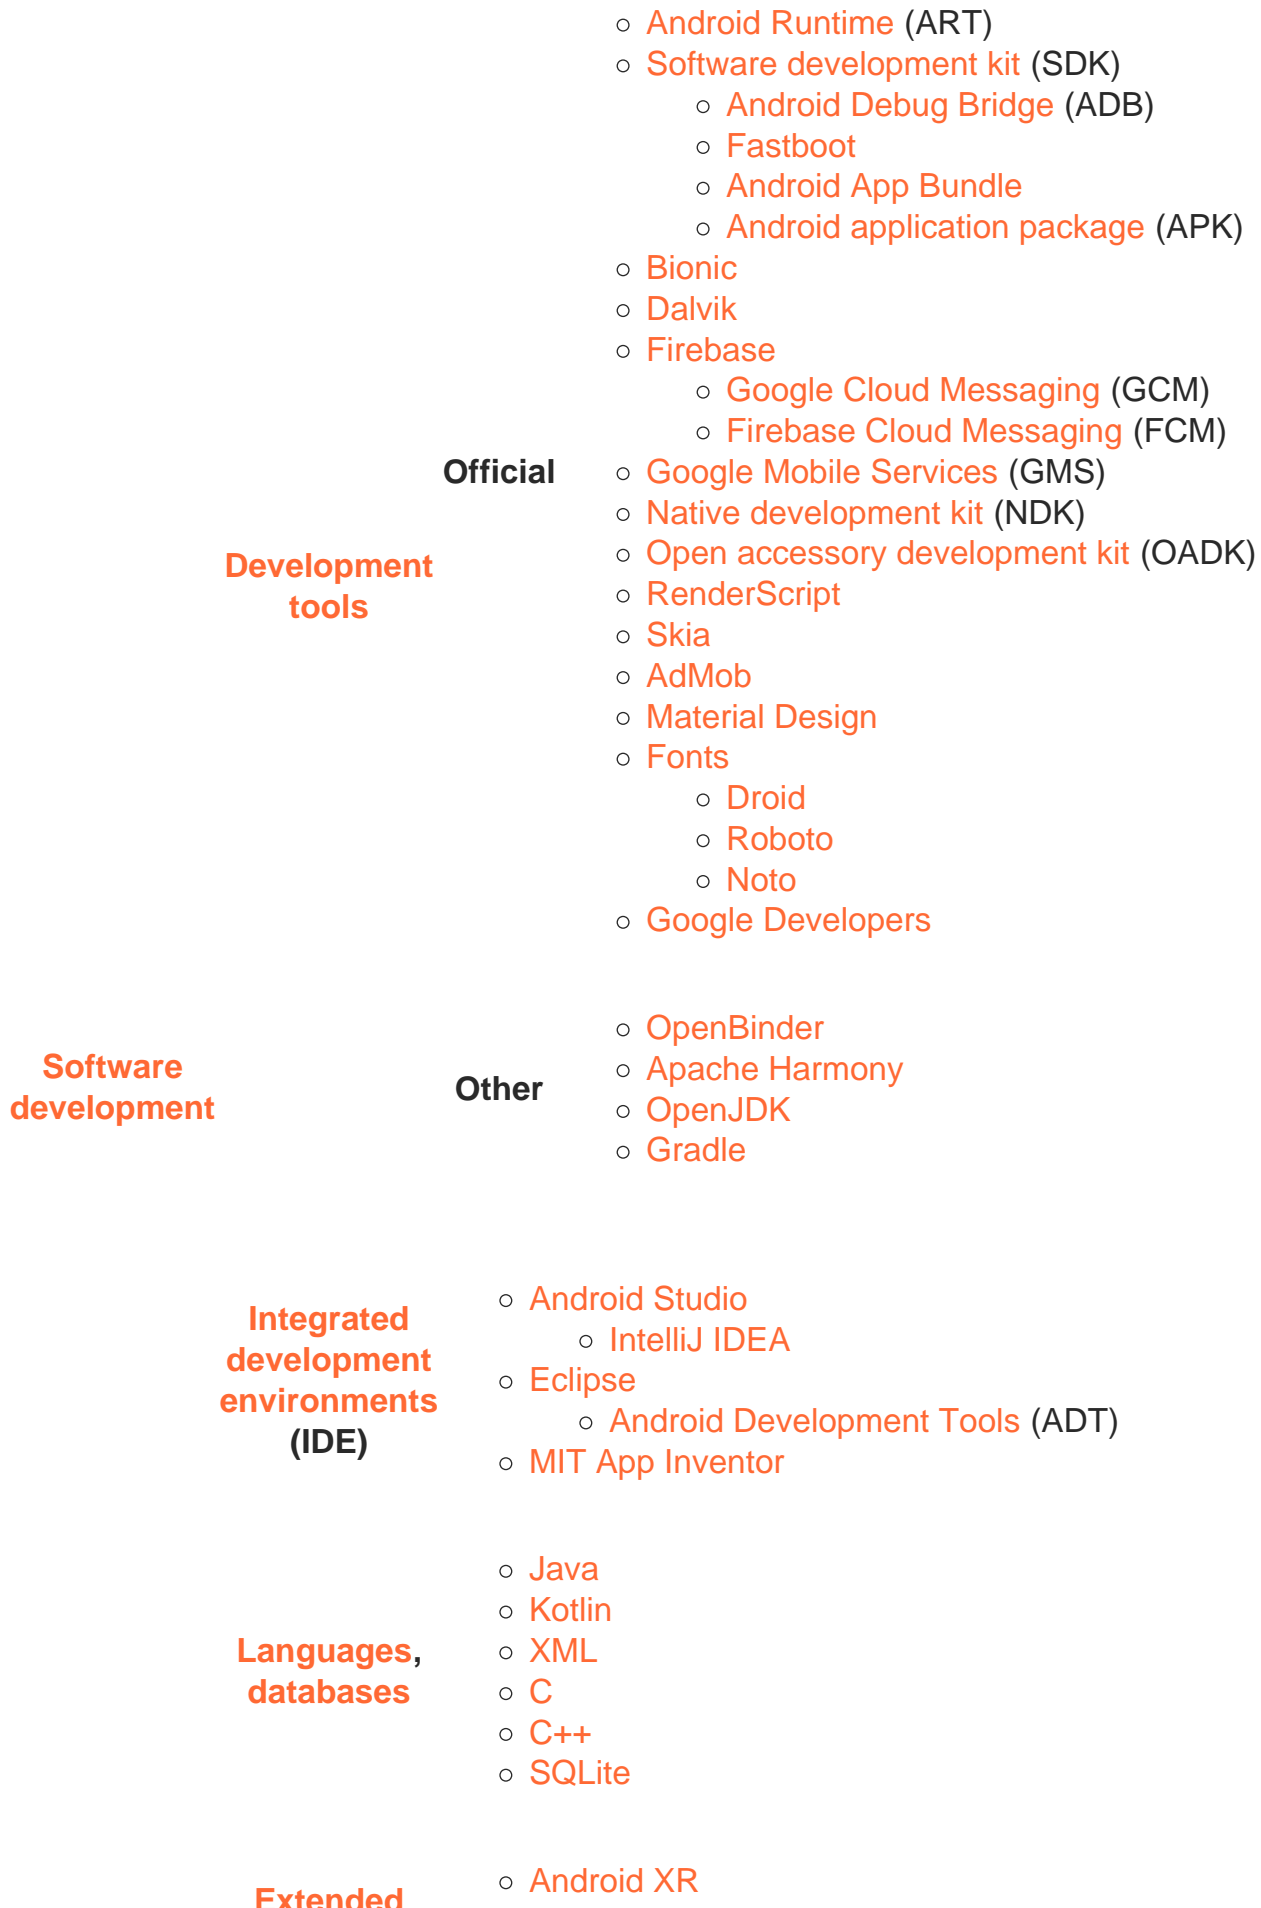 Software
development
Development
tools
Official
Android Runtime (ART)
Software development kit (SDK)
Android Debug Bridge (ADB)
Fastboot
Android App Bundle
Android application package (APK)
Bionic
Dalvik
Firebase
Google Cloud Messaging (GCM)
Firebase Cloud Messaging (FCM)
Google Mobile Services (GMS)
Native development kit (NDK)
Open accessory development kit (OADK)
RenderScript
Skia
AdMob
Material Design
Fonts
Droid
Roboto
Noto
Google Developers
Other
OpenBinder
Apache Harmony
OpenJDK
Gradle
Integrated
development
environments
(IDE)
Android Studio
IntelliJ IDEA
Eclipse
Android Development Tools (ADT)
MIT App Inventor
Languages,
databases
Java
Kotlin
XML
C
C++
SQLite
Extended
Android XR